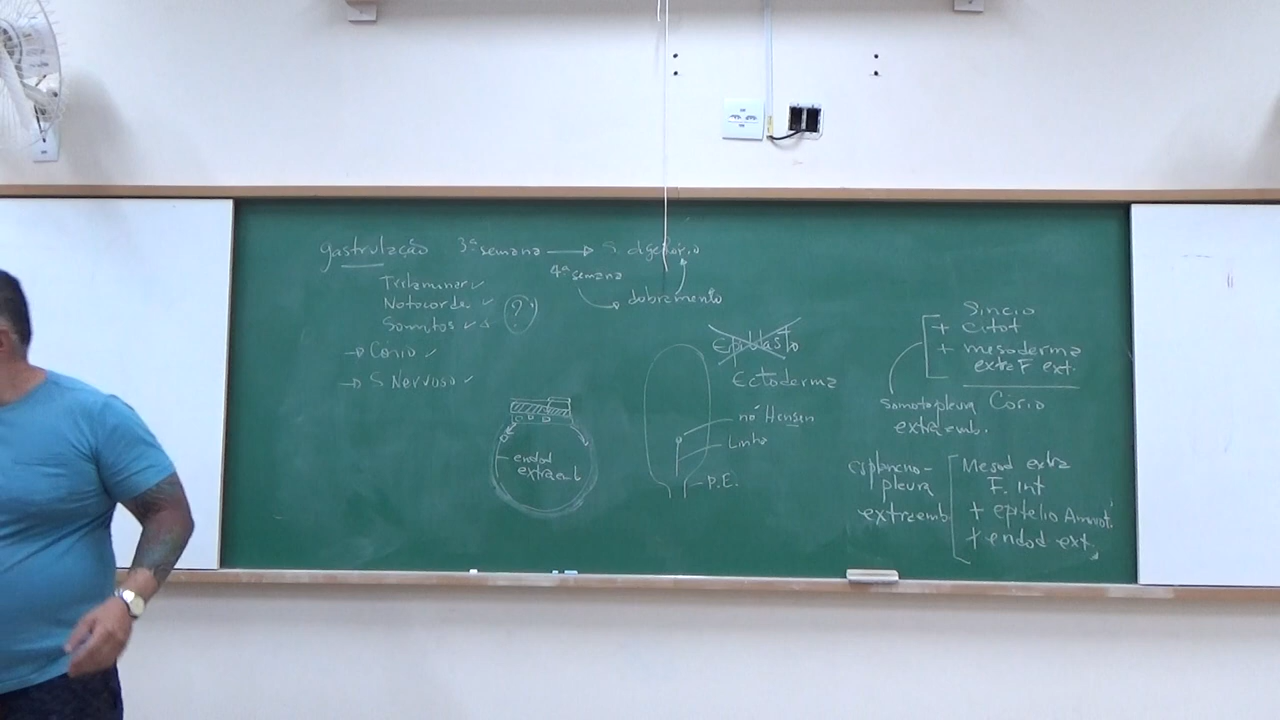 gastrulação 3ª semana → S. digestório
4ª semana
dobramento
Trilaminar ✓
Notocorda ✓
Somitos ✓
?
→ Cório ✓
→ S Nervoso ✓
endod
extraemb
Epiblasto
Ectoderma
nó Hensen
Linha
P.E.
Sincio
+ citot
+ mesoderma
extra F ext.
Cório
somatopleura
extraemb.
esplancno-
pleura
extraemb
Mesod extra
F. Int
+ epitelio Amniot.
+ endod ext.